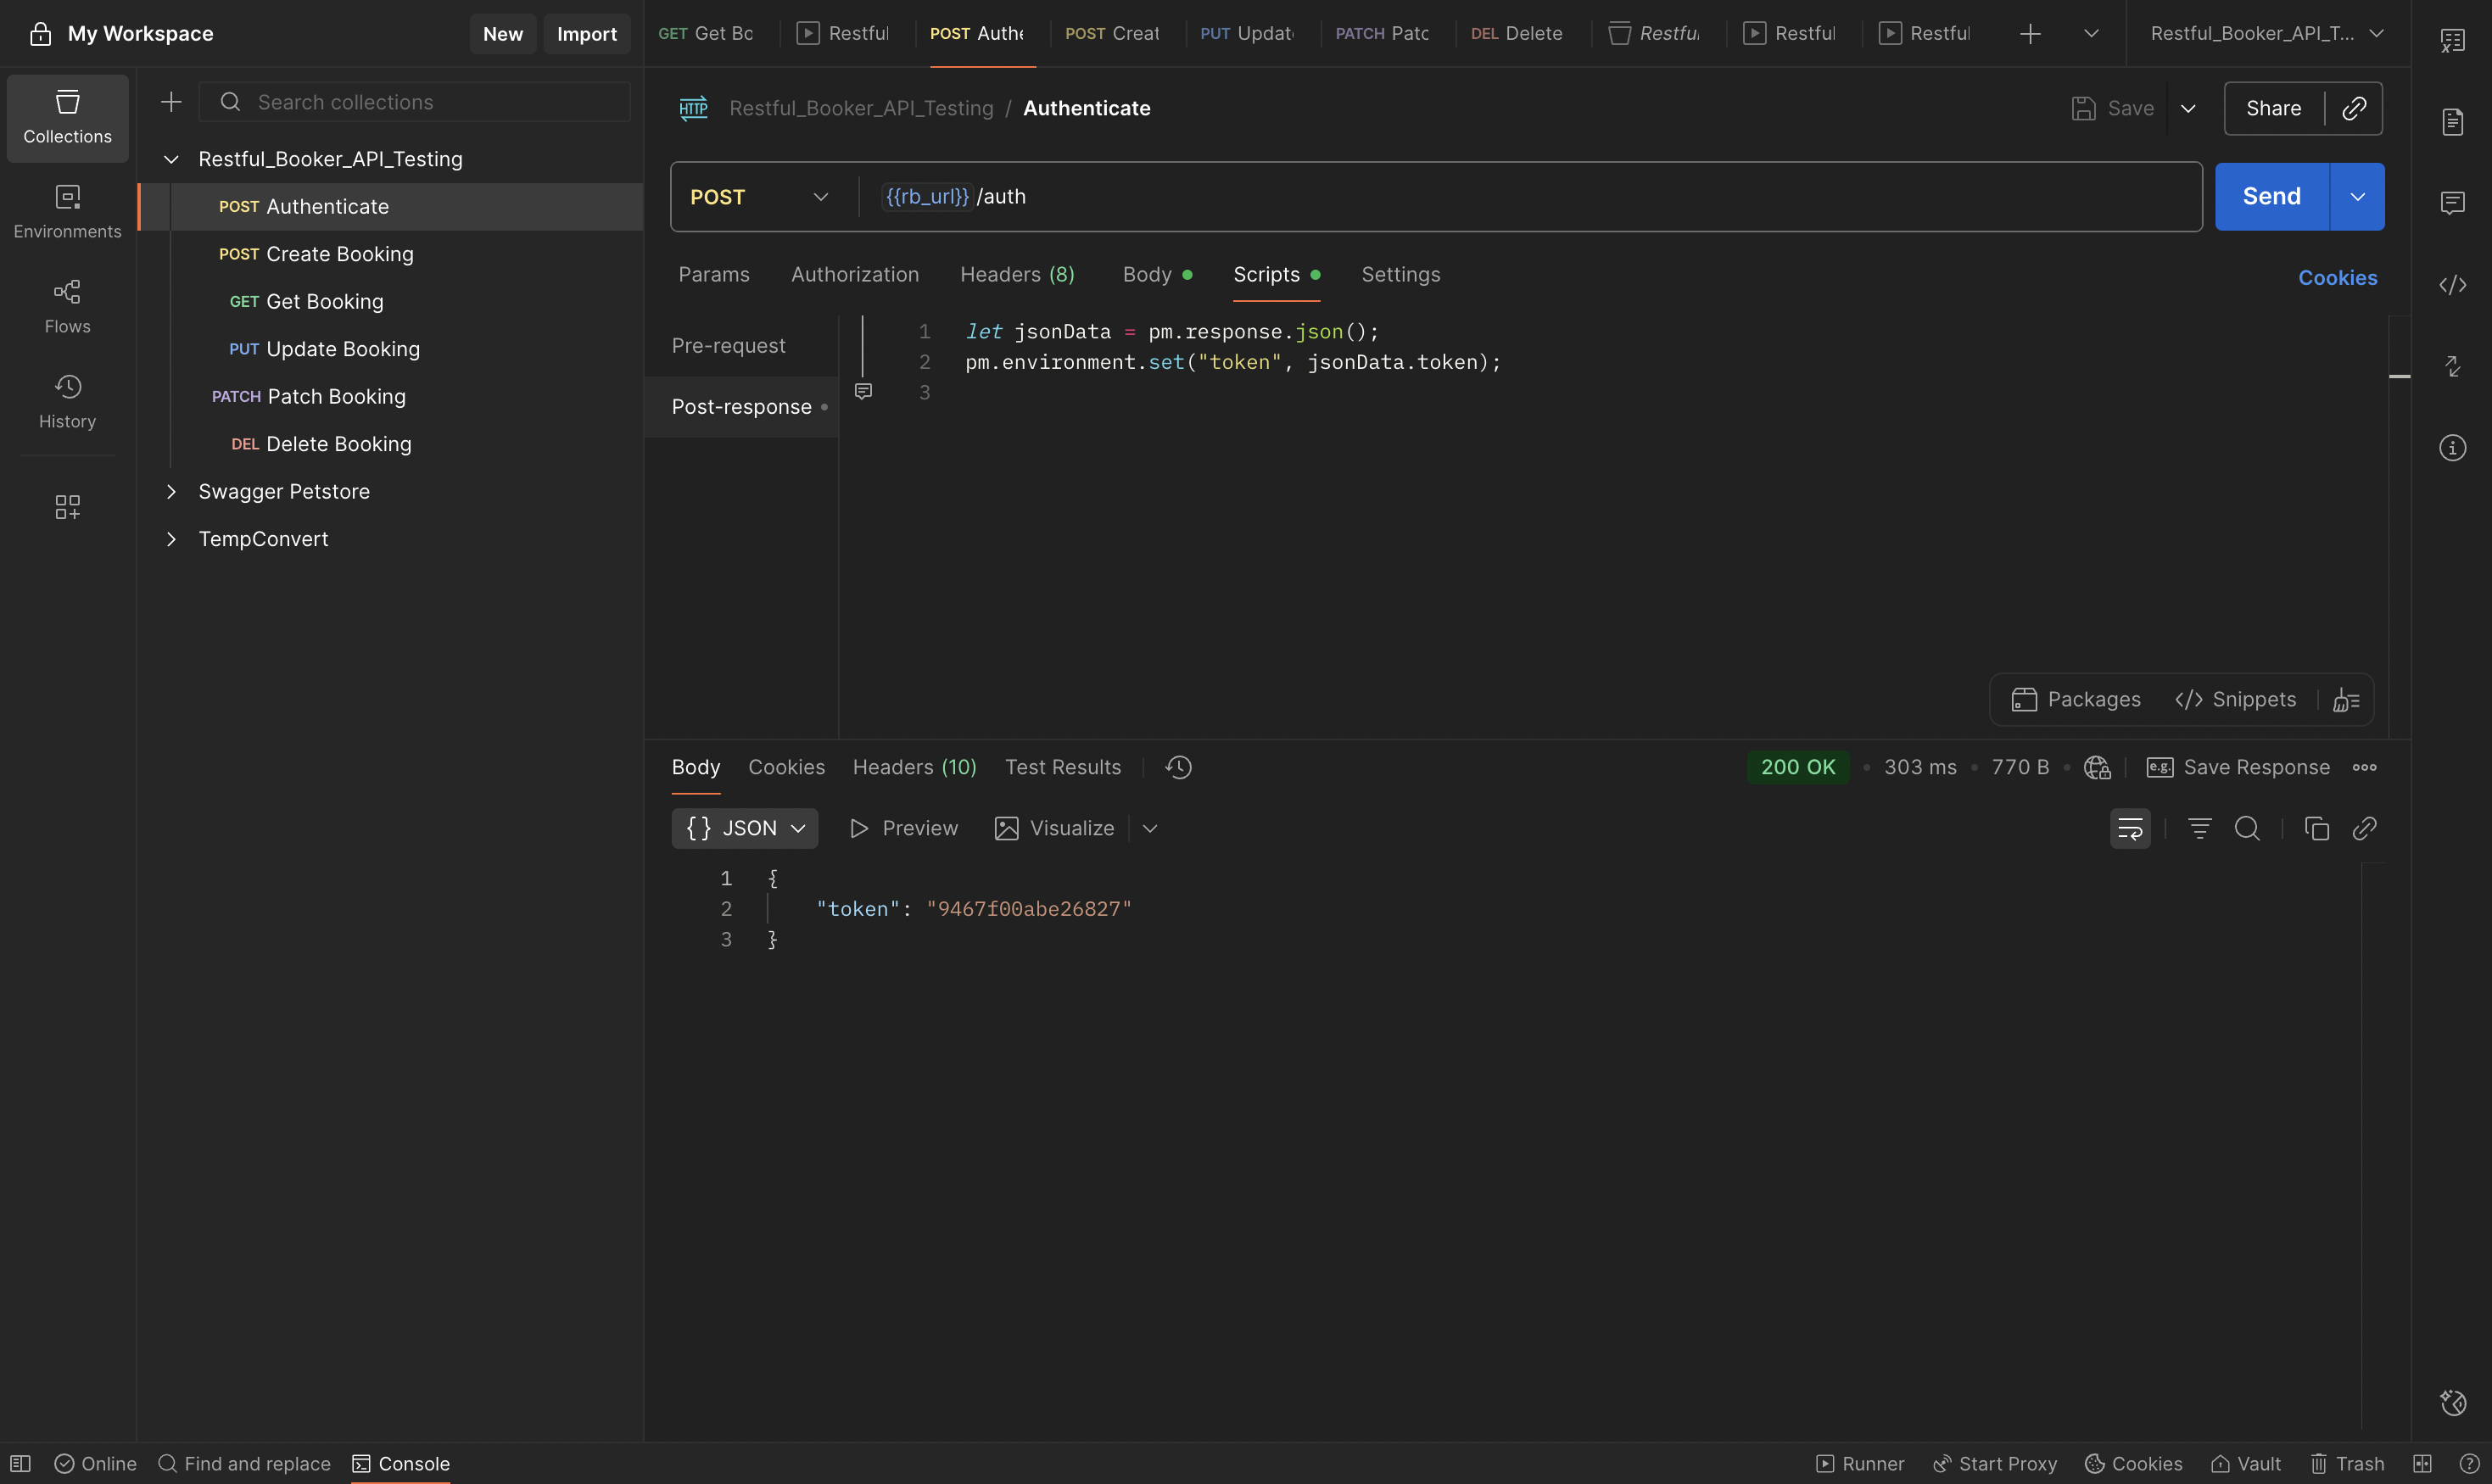 My Workspace
New
Import
GET Get Bc
Restful
POST Authe
POST Creat
PUT Update
PATCH Patc
DEL Delete
Restful
Restful
Restful
Restful_Booker_API_T...
Collections
Environments
Flows
History
Search collections
Restful_Booker_API_Testing
POST Authenticate
POST Create Booking
GET Get Booking
PUT Update Booking
PATCH Patch Booking
DEL Delete Booking
Swagger Petstore
TempConvert
HTTP Restful_Booker_API_Testing / Authenticate
Save
Share
POST
{{rb_url}}/auth
Send
Params
Authorization
Headers (8)
Body
Scripts
Settings
Cookies
Pre-request
Post-response
1 let jsonData = pm.response.json();
2 pm.environment.set("token", jsonData.token);
3
Packages
Snippets
Body
Cookies
Headers (10)
Test Results
200 OK
303 ms
770 B
e.g. Save Response
{ } JSON
Preview
Visualize
1 {
2 "token": "9467f00abe26827"
3 }
Online
Find and replace
Console
Runner
Start Proxy
Cookies
Vault
Trash